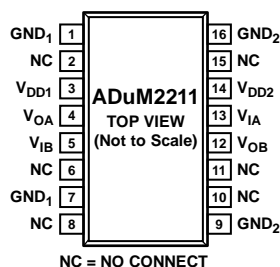 GND1 1 16 GND2
NC 2 15 NC
VDD1 3 14 VDD2
VOA 4 13 VIA
VIB 5 12 VOB
NC 6 11 NC
GND1 7 10 NC
NC 8 9 GND2
ADuM2211
TOP VIEW
(Not to Scale)
NC = NO CONNECT